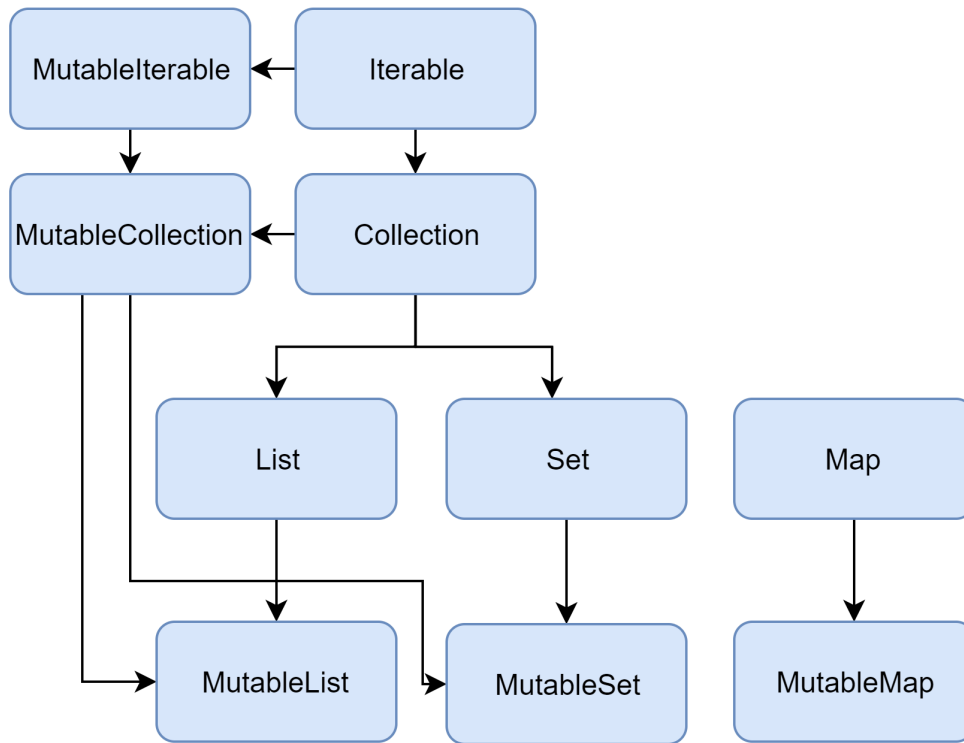 MutableIterable
Iterable
MutableCollection
Collection
List
Set
Map
MutableList
MutableSet
MutableMap